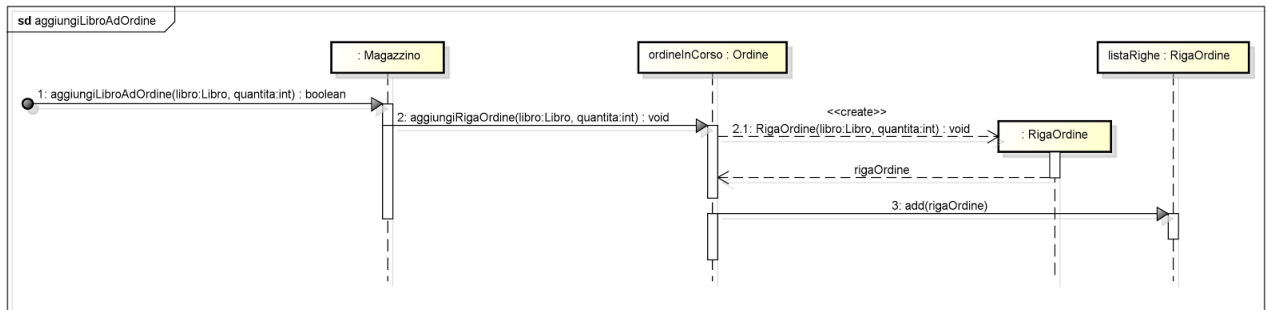 sd aggiungiLibroAdOrdine
: Magazzino
ordineInCorso : Ordine
listaRighe : RigaOrdine
1: aggiungiLibroAdOrdine(libro:Libro, quantita:int) : boolean
2: aggiungiRigaOrdine(libro:Libro, quantita:int) : void
<<create>>
2.1: RigaOrdine(libro:Libro, quantita:int) : void
: RigaOrdine
rigaOrdine
3: add(rigaOrdine)